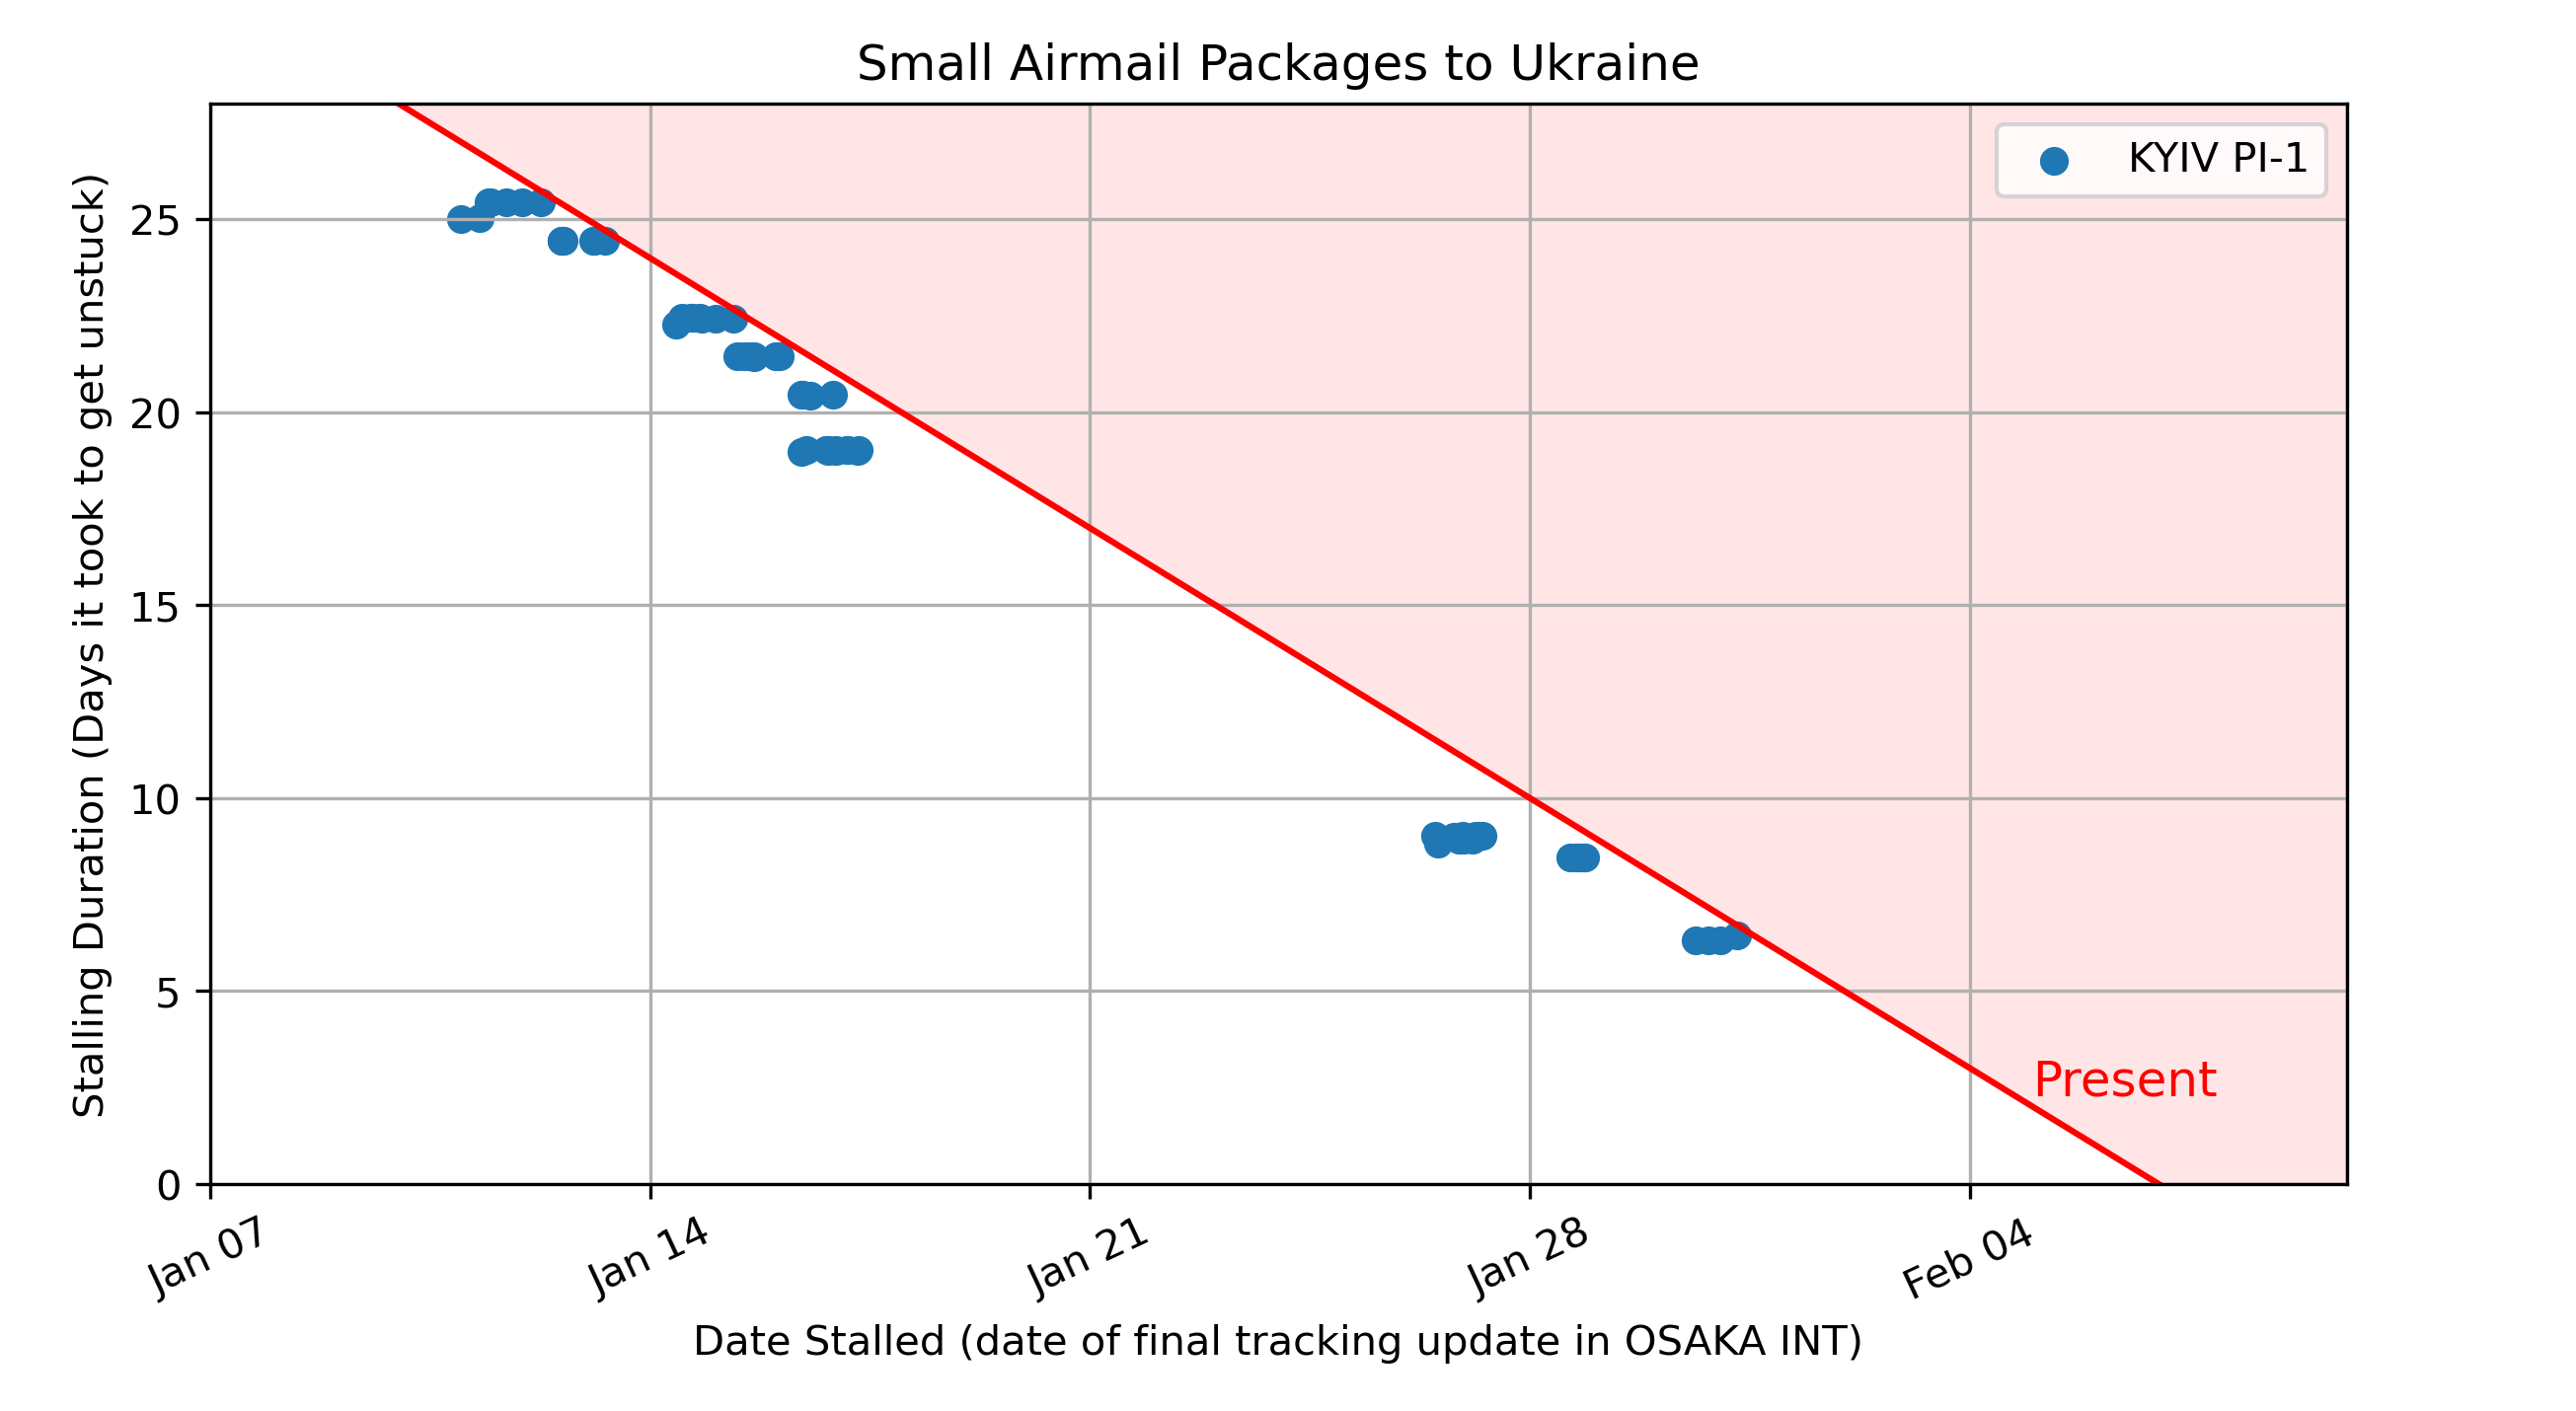 Small Airmail Packages to Ukraine
KYIV PI-1
Stalling Duration (Days it took to get unstuck)
25
20
15
10
5
0
Present
Jan 07
Jan 14
Jan 21
Jan 28
Feb 04
Date Stalled (date of final tracking update in OSAKA INT)